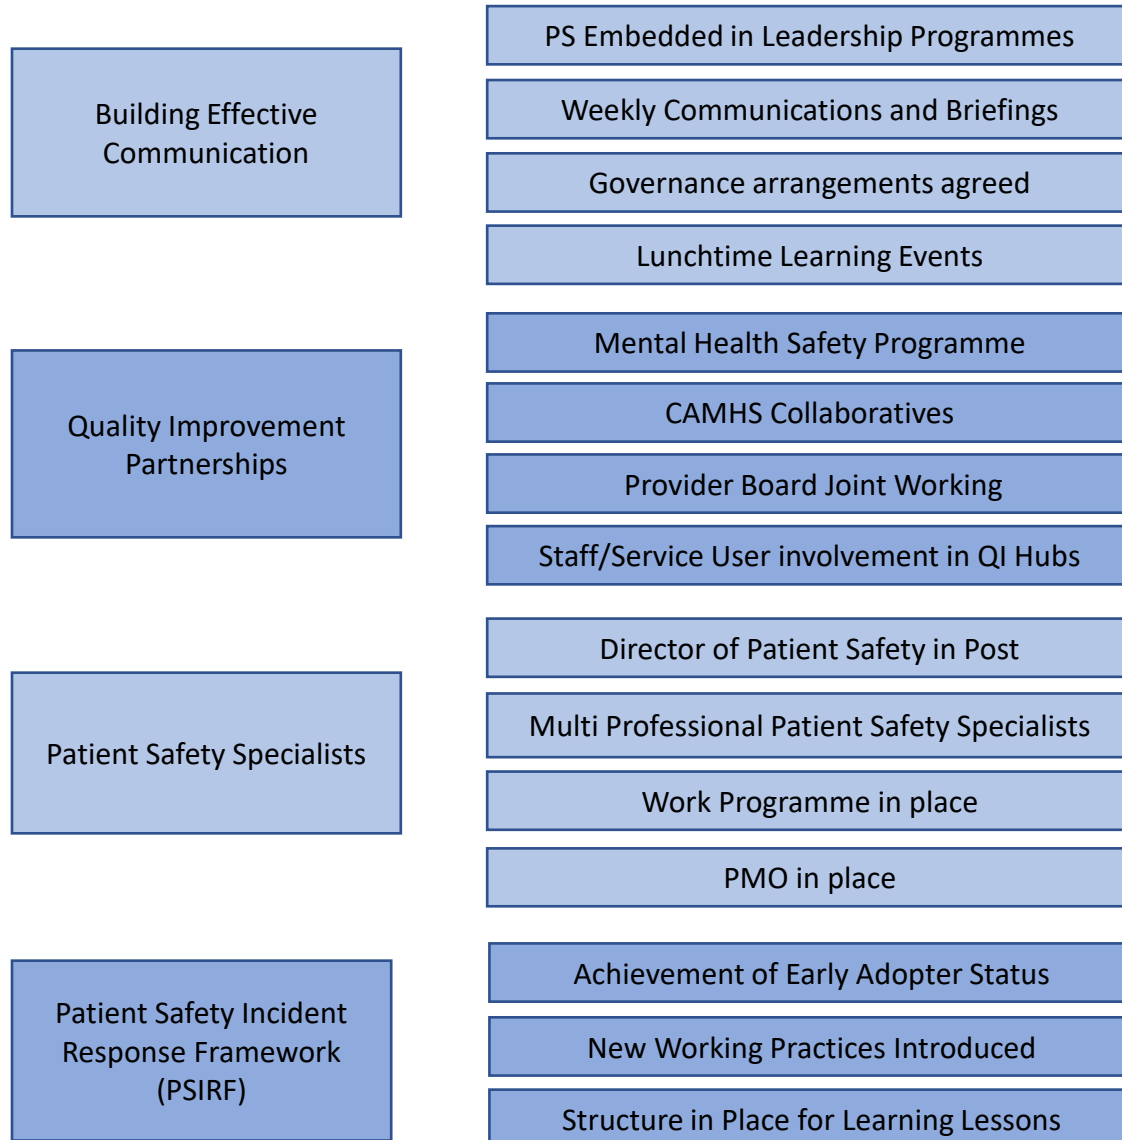 Building Effective
Communication
PS Embedded in Leadership Programmes
Weekly Communications and Briefings
Governance arrangements agreed
Lunchtime Learning Events
Quality Improvement
Partnerships
Mental Health Safety Programme
CAMHS Collaboratives
Provider Board Joint Working
Staff/Service User involvement in QI Hubs
Patient Safety Specialists
Director of Patient Safety in Post
Multi Professional Patient Safety Specialists
Work Programme in place
PMO in place
Patient Safety Incident
Response Framework
(PSIRF)
Achievement of Early Adopter Status
New Working Practices Introduced
Structure in Place for Learning Lessons